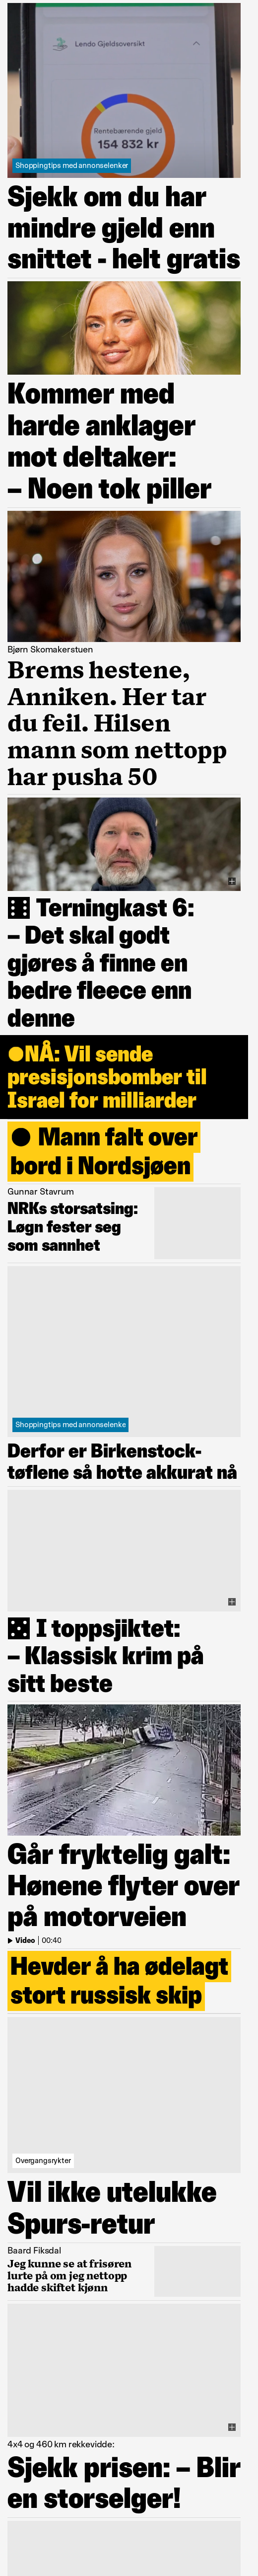 Lendo Gjeldsoversikt
Rentebærende gjeld
154 832 kr
Shoppingtips med annonselenker
Sjekk om du har
mindre gjeld enn
snittet - helt gratis
Kommer med
harde anklager
mot deltaker:
– Noen tok piller
Bjørn Skomakerstuen
Brems hestene,
Anniken. Her tar
du feil. Hilsen
mann som nettopp
har pusha 50
Terningkast 6:
– Det skal godt
gjøres å finne en
bedre fleece enn
denne
NÅ: Vil sende
presisjonsbomber til
Israel for milliarder
Mann falt over
bord i Nordsjøen
Gunnar Stavrum
NRKs storsatsing:
Løgn fester seg
som sannhet
Shoppingtips med annonselenke
Derfor er Birkenstock-
tøflene så hotte akkurat nå
I toppsjiktet:
– Klassisk krim på
sitt beste
Går fryktelig galt:
Hønene flyter over
på motorveien
Video | 00:40
Hevder å ha ødelagt
stort russisk skip
Overgangsrykter
Vil ikke utelukke
Spurs-retur
Baard Fiksdal
Jeg kunne se at frisøren
lurte på om jeg nettopp
hadde skiftet kjønn
4x4 og 460 km rekkevidde:
Sjekk prisen: – Blir
en storselger!